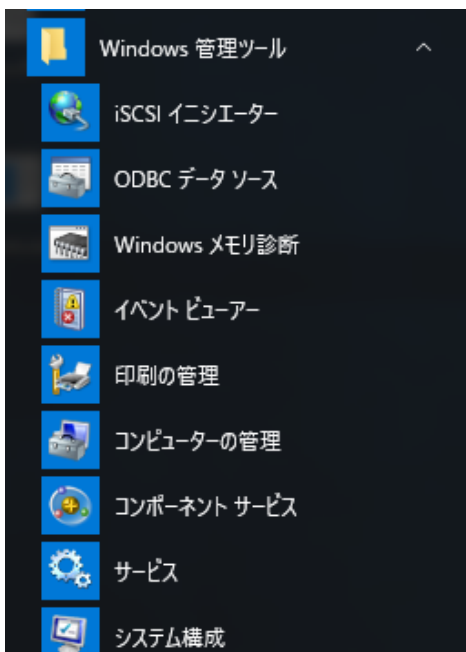 Windows 管理ツール
iSCSI イニシエーター
ODBC データ ソース
Windows メモリ診断
イベント ビューアー
印刷の管理
コンピューターの管理
コンポーネント サービス
サービス
システム構成